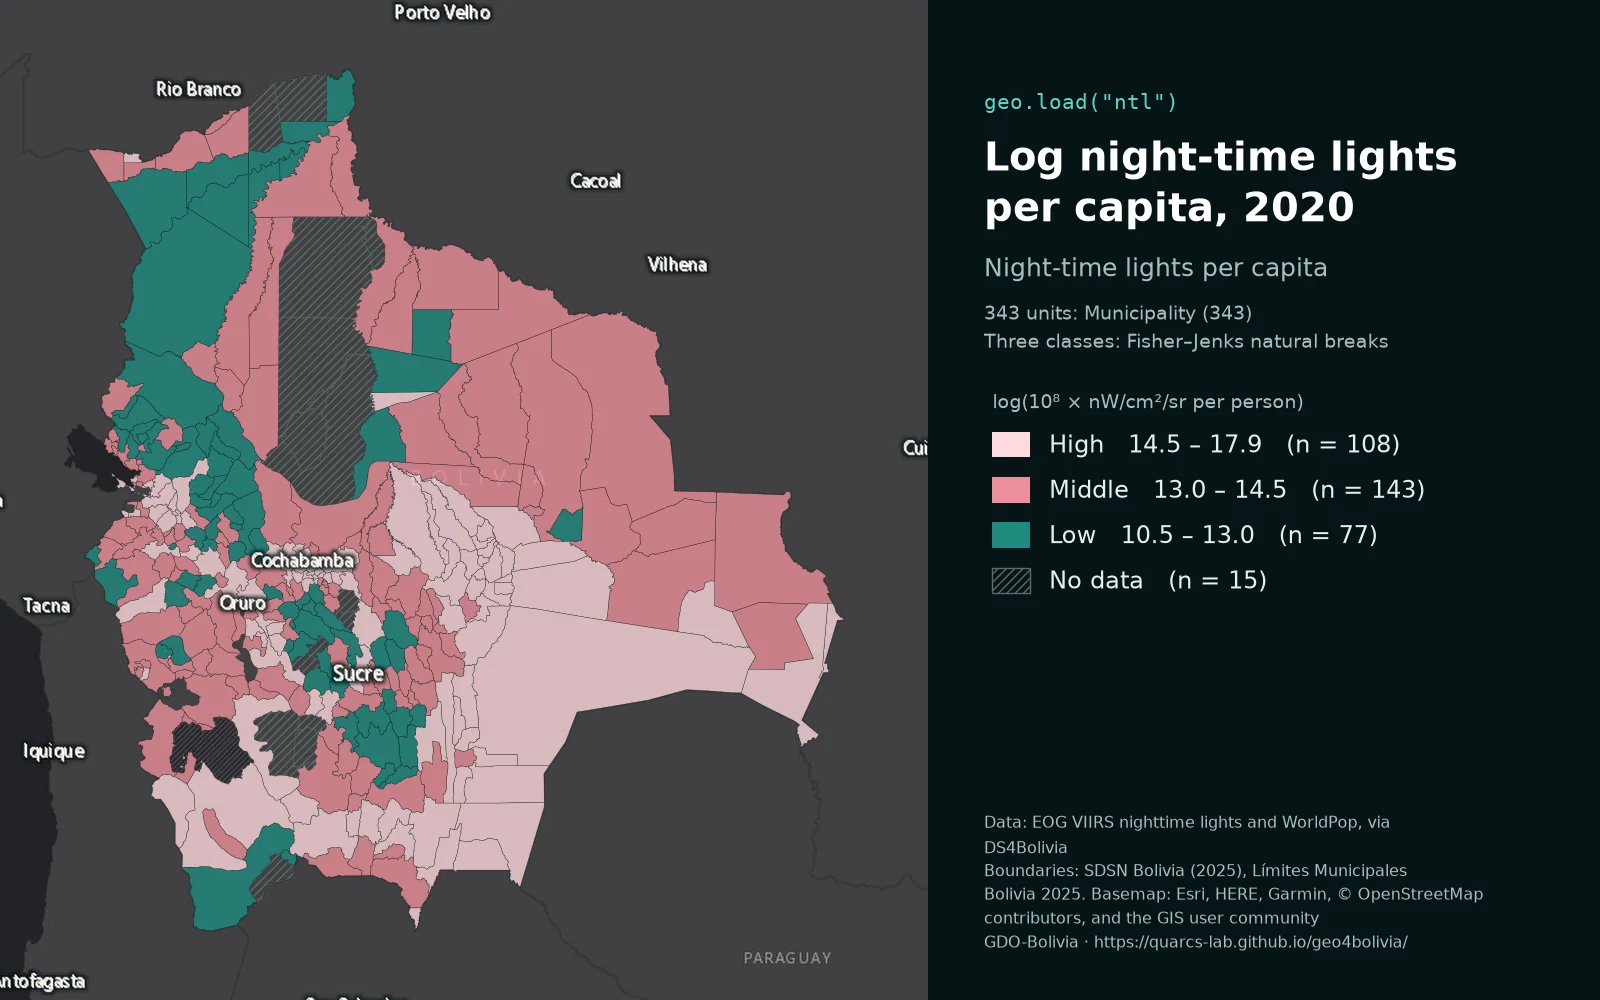 Porto Velho
Rio Branco
Cacoal
Vilhena
BOLIVIA
Cochabamba
Tacna
Oruro
Sucre
Iquique
PARAGUAY
geo.load("ntl")
Log night-time lights
per capita, 2020
Night-time lights per capita
343 units: Municipality (343)
Three classes: Fisher–Jenks natural breaks
log(10⁸ × nW/cm²/sr per person)
High 14.5 – 17.9 (n = 108)
Middle 13.0 – 14.5 (n = 143)
Low 10.5 – 13.0 (n = 77)
No data (n = 15)
Data: EOG VIIRS nighttime lights and WorldPop, via
DS4Bolivia
Boundaries: SDSN Bolivia (2025), Límites Municipales
Bolivia 2025. Basemap: Esri, HERE, Garmin, © OpenStreetMap
contributors, and the GIS user community
GDO-Bolivia · https://quarcs-lab.github.io/geo4bolivia/